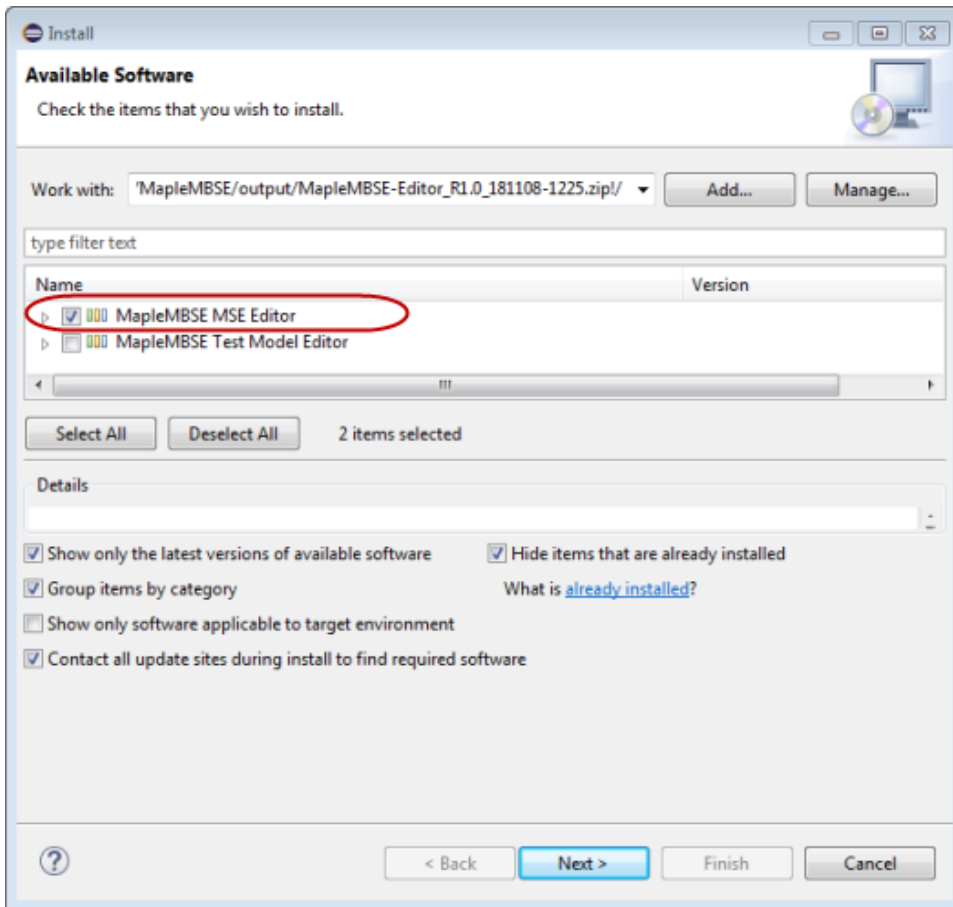 Install
Available Software
Check the items that you wish to install.
Work with: 'MapleMBSE/output/MapleMBSE-Editor_R1.0_181108-1225.zip!/ Add... Manage...
type filter text
Name Version
MapleMBSE MSE Editor
MapleMBSE Test Model Editor
Select All Deselect All 2 items selected
Details
Show only the latest versions of available software Hide items that are already installed
Group items by category What is already installed?
Show only software applicable to target environment
Contact all update sites during install to find required software
? < Back Next > Finish Cancel